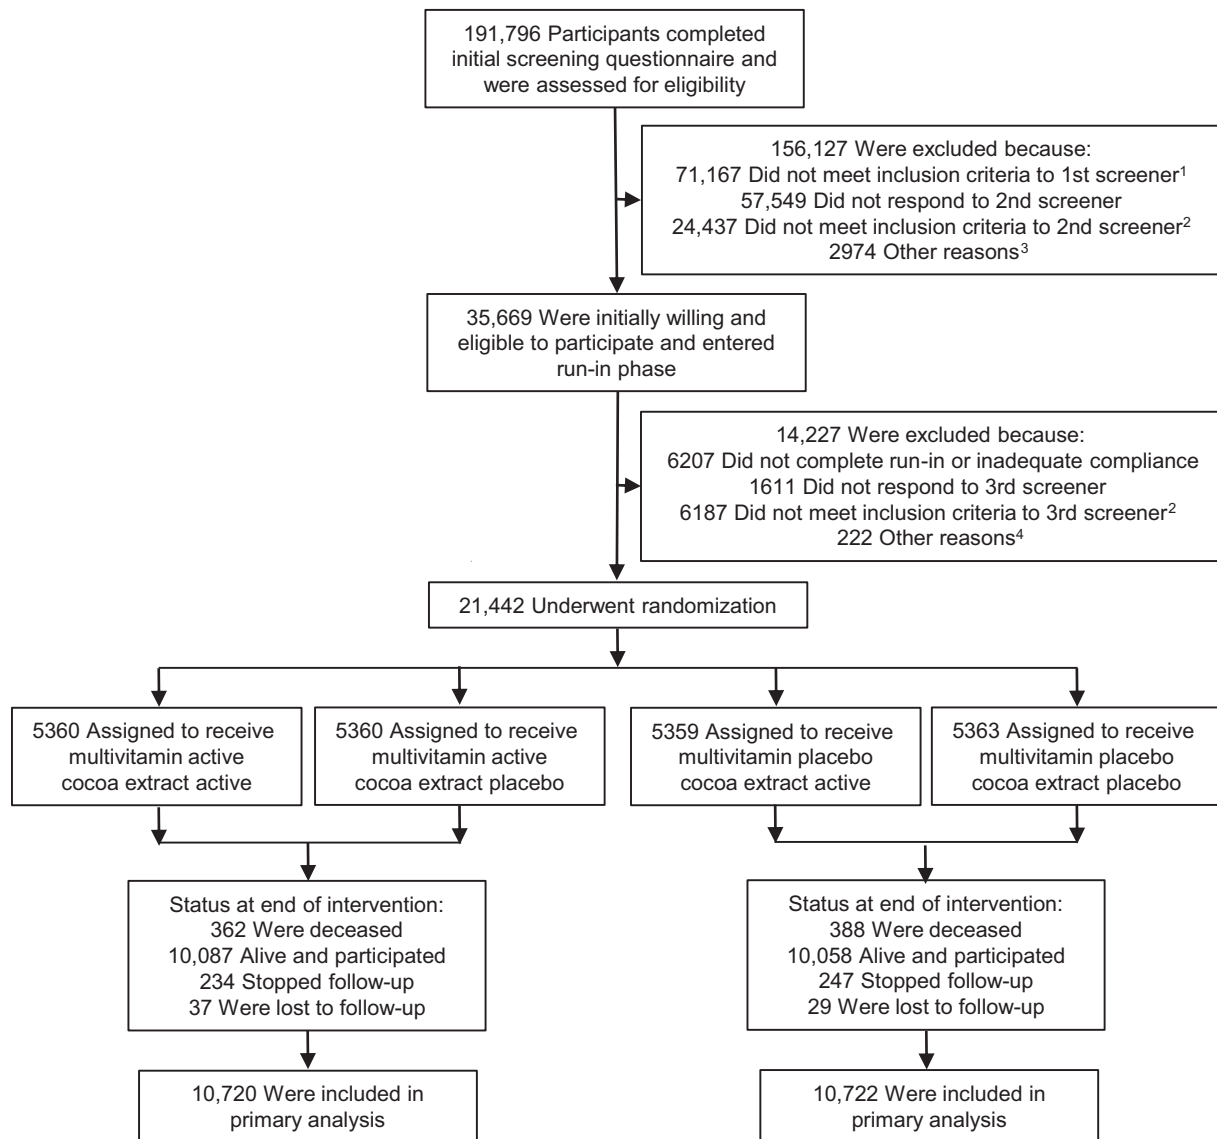 191,796 Participants completed
initial screening questionnaire and
were assessed for eligibility
156,127 Were excluded because:
71,167 Did not meet inclusion criteria to 1st screener¹
57,549 Did not respond to 2nd screener
24,437 Did not meet inclusion criteria to 2nd screener²
2974 Other reasons³
35,669 Were initially willing and
eligible to participate and entered
run-in phase
14,227 Were excluded because:
6207 Did not complete run-in or inadequate compliance
1611 Did not respond to 3rd screener
6187 Did not meet inclusion criteria to 3rd screener²
222 Other reasons⁴
21,442 Underwent randomization
5360 Assigned to receive
multivitamin active
cocoa extract active
5360 Assigned to receive
multivitamin active
cocoa extract placebo
5359 Assigned to receive
multivitamin placebo
cocoa extract active
5363 Assigned to receive
multivitamin placebo
cocoa extract placebo
Status at end of intervention:
362 Were deceased
10,087 Alive and participated
234 Stopped follow-up
37 Were lost to follow-up
Status at end of intervention:
388 Were deceased
10,058 Alive and participated
247 Stopped follow-up
29 Were lost to follow-up
10,720 Were included in
primary analysis
10,722 Were included in
primary analysis